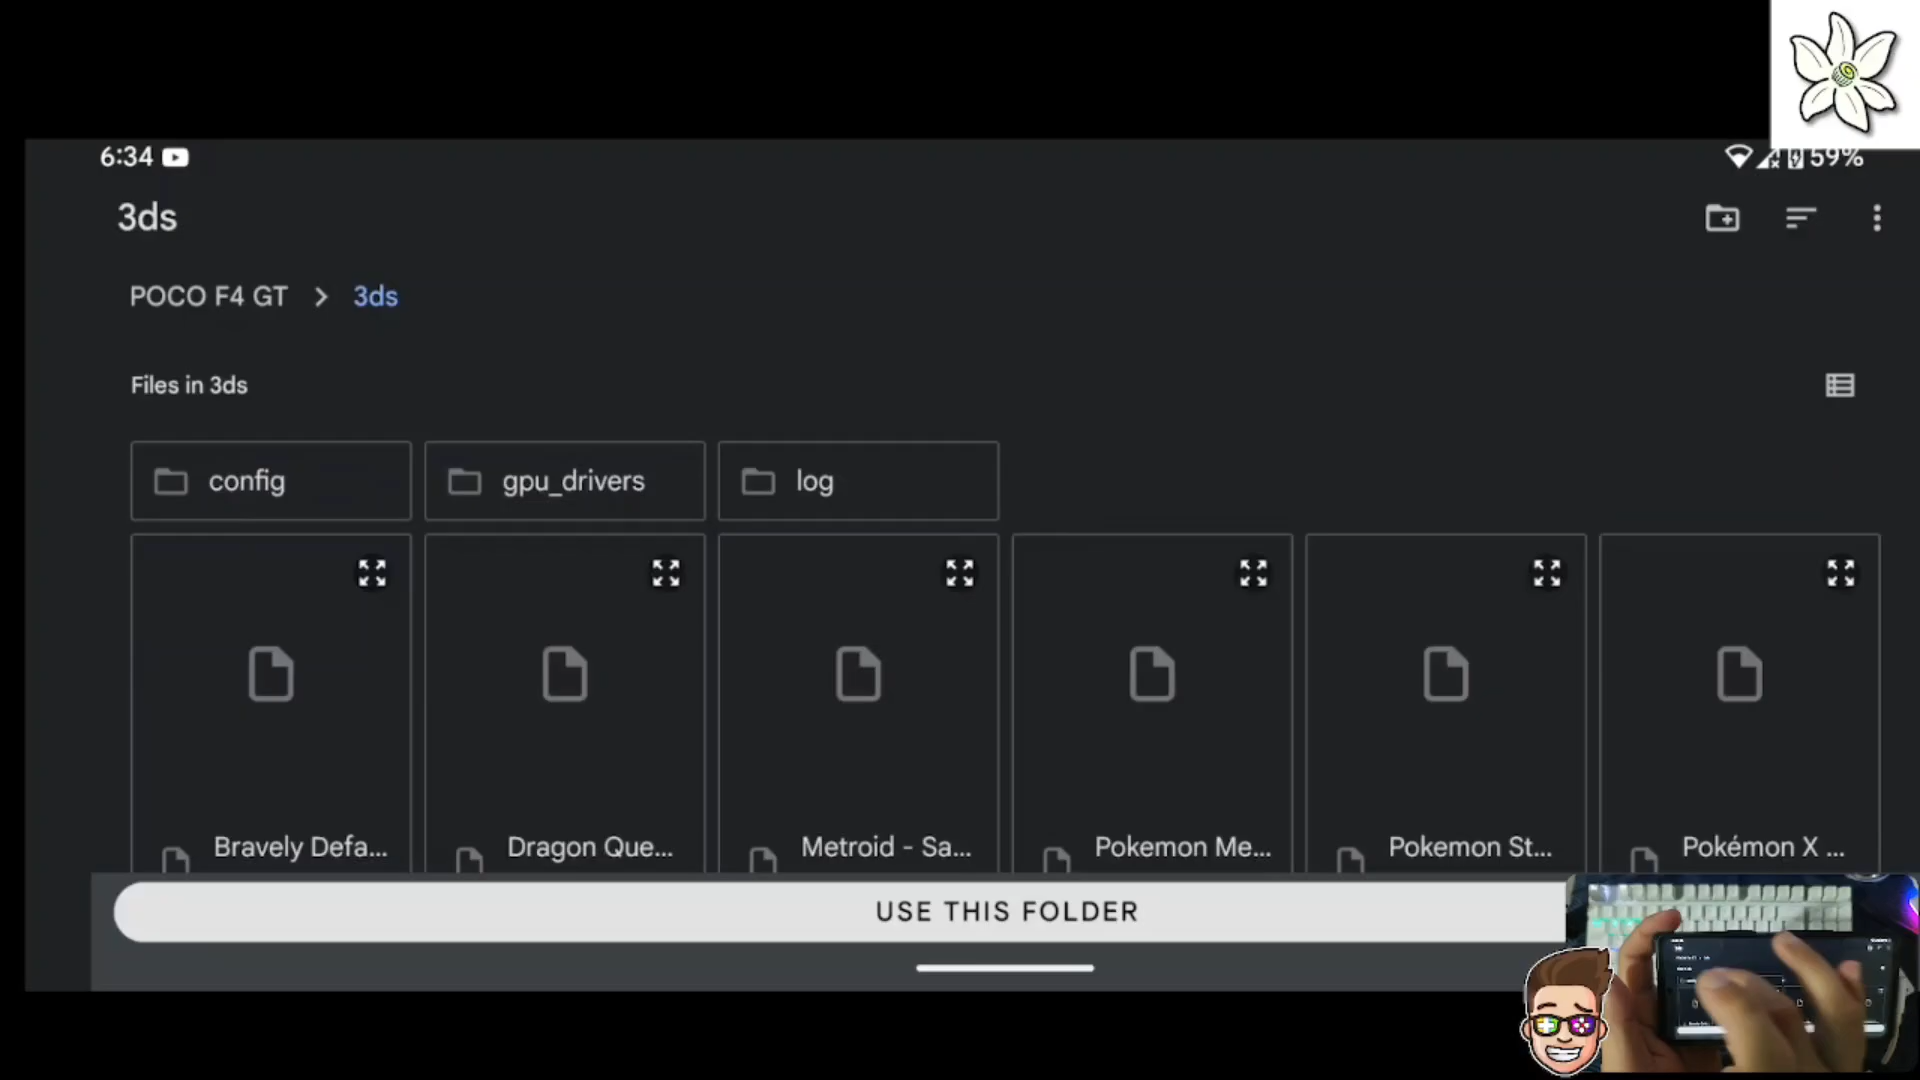 6:34
59%
3ds
POCO F4 GT > 3ds
Files in 3ds
config
gpu_drivers
log
Bravely Defa...
Dragon Que...
Metroid - Sa...
Pokemon Me...
Pokemon St...
Pokémon X ...
USE THIS FOLDER